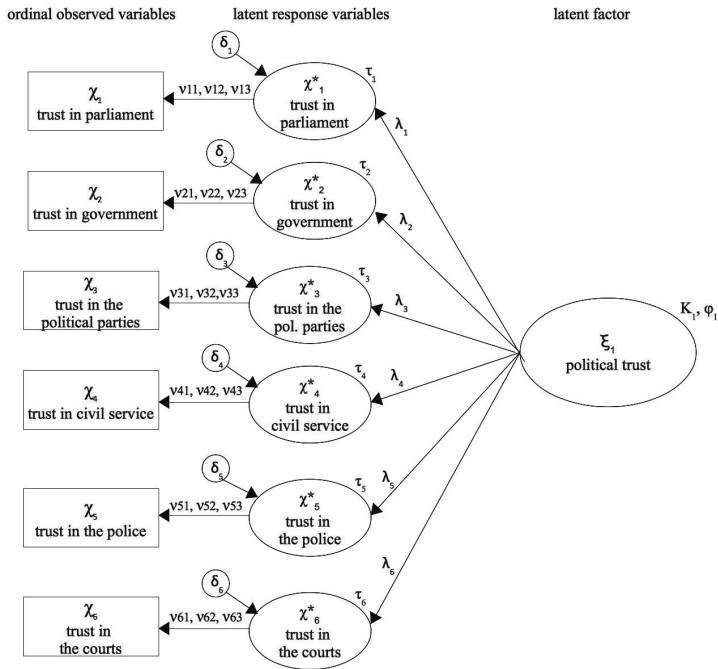 ordinal observed variables latent response variables latent factor
δ₁
χ₁
trust in parliament
ν11, ν12, ν13
χ*₁
trust in
parliament
τ₁
λ₁
δ₂
χ₂
trust in government
ν21, ν22, ν23
χ*₂
trust in
government
τ₂
λ₂
δ₃
χ₃
trust in the
political parties
ν31, ν32,ν33
χ*₃
trust in the
pol. parties
τ₃
λ₃
Κ₁, φ₁
ξ₁
political trust
δ₄
χ₄
trust in civil service
ν41, ν42, ν43
χ*₄
trust in
civil service
τ₄
λ₄
δ₅
χ₅
trust in the police
ν51, ν52, ν53
χ*₅
trust in
the police
τ₅
λ₅
δ₆
χ₆
trust in
the courts
ν61, ν62, ν63
χ*₆
trust in
the courts
τ₆
λ₆